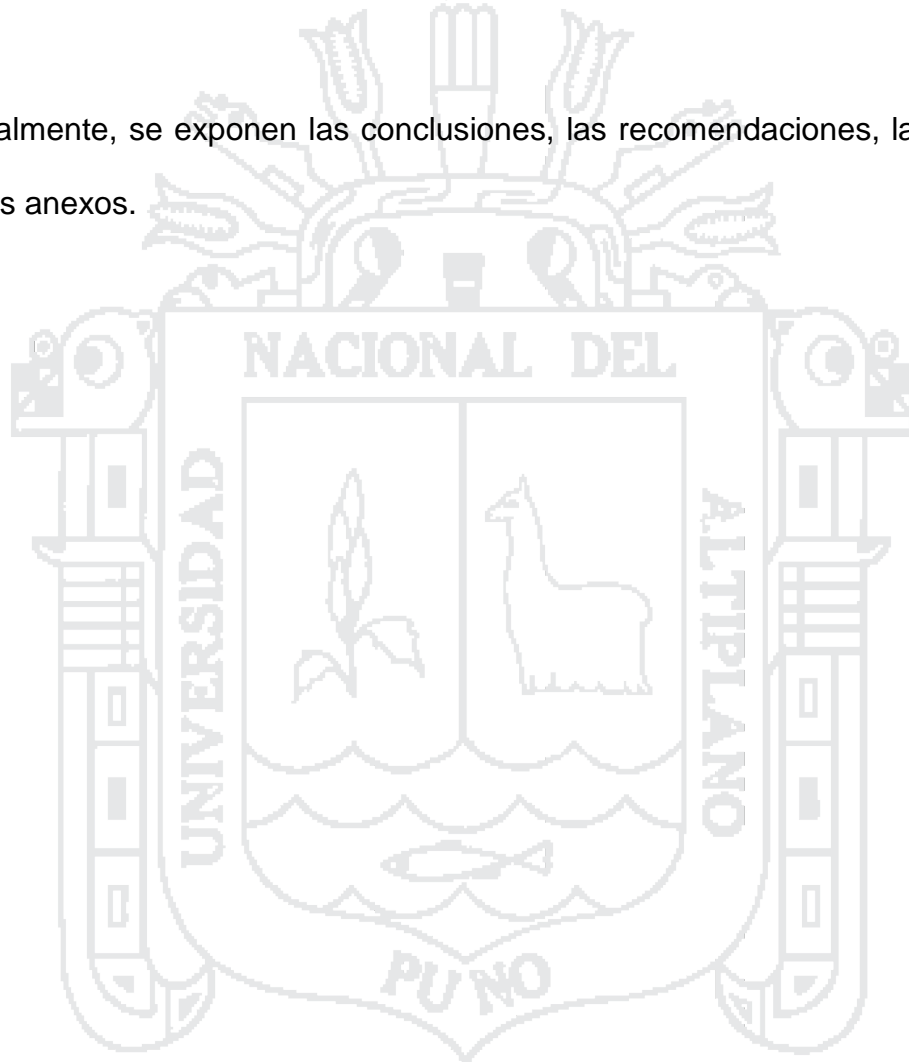 almente, se exponen las conclusiones, las recomendaciones, la
s anexos.
NACIONAL DEL
UNIVERSIDAD
ALTIPLANO
PUNO